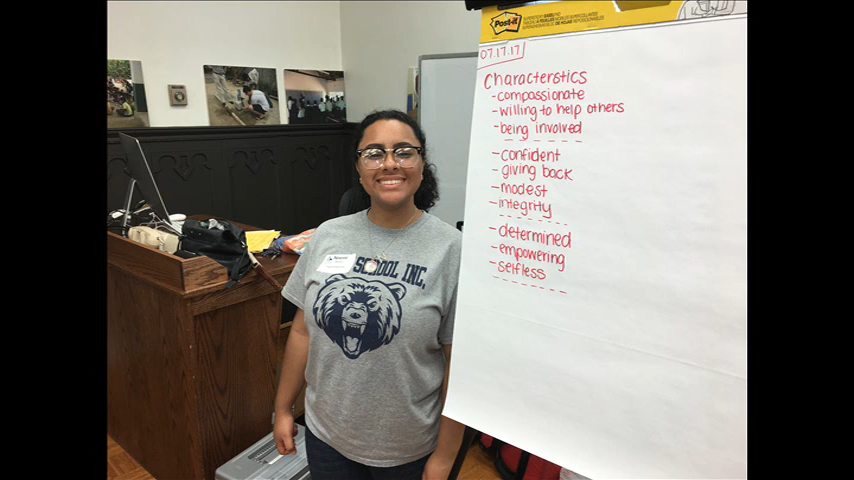 Post-it
07.17.17
Characterstics
- compassionate
- willing to help others
- being involved
- confident
- giving back
- modest
- integrity
- determined
- empowering
- selfless
SCHOOL INC.